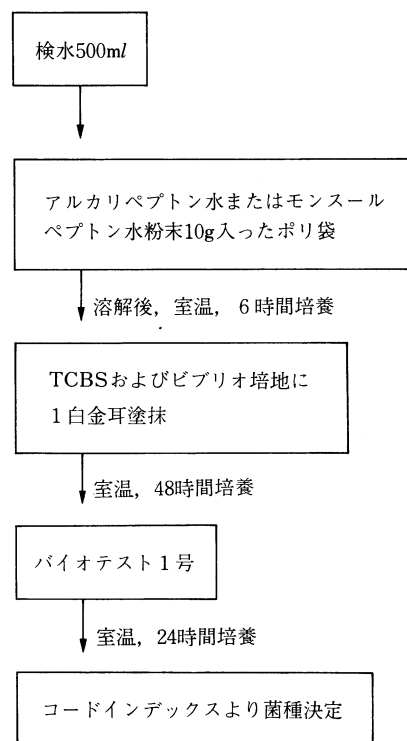 検水500ml
アルカリペプトン水またはモンスール
ペプトン水粉末10g入ったポリ袋
溶解後，室温，6時間培養
TCBSおよびビブリオ培地に
1白金耳塗抹
室温，48時間培養
バイオテスト1号
室温，24時間培養
コードインデックスより菌種決定